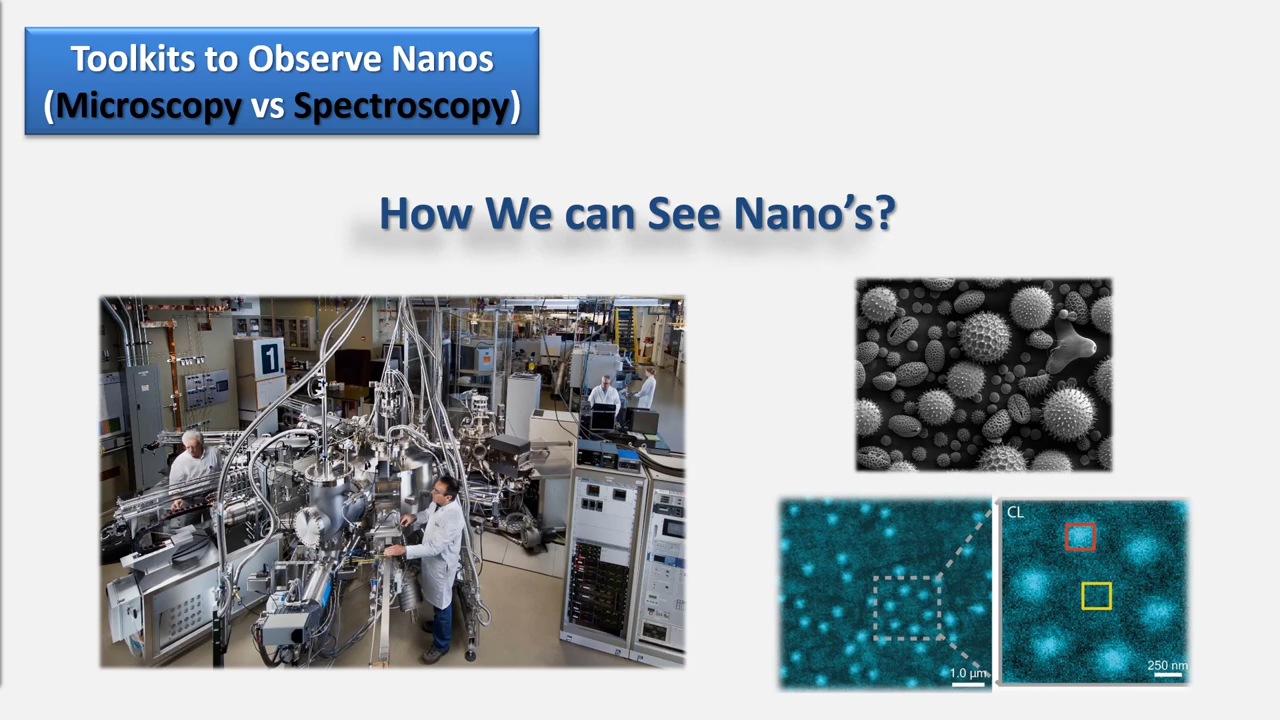 Toolkits to Observe Nanos
(Microscopy vs Spectroscopy)
How We can See Nano’s?
1.
CL
1.0 µm
250 nm